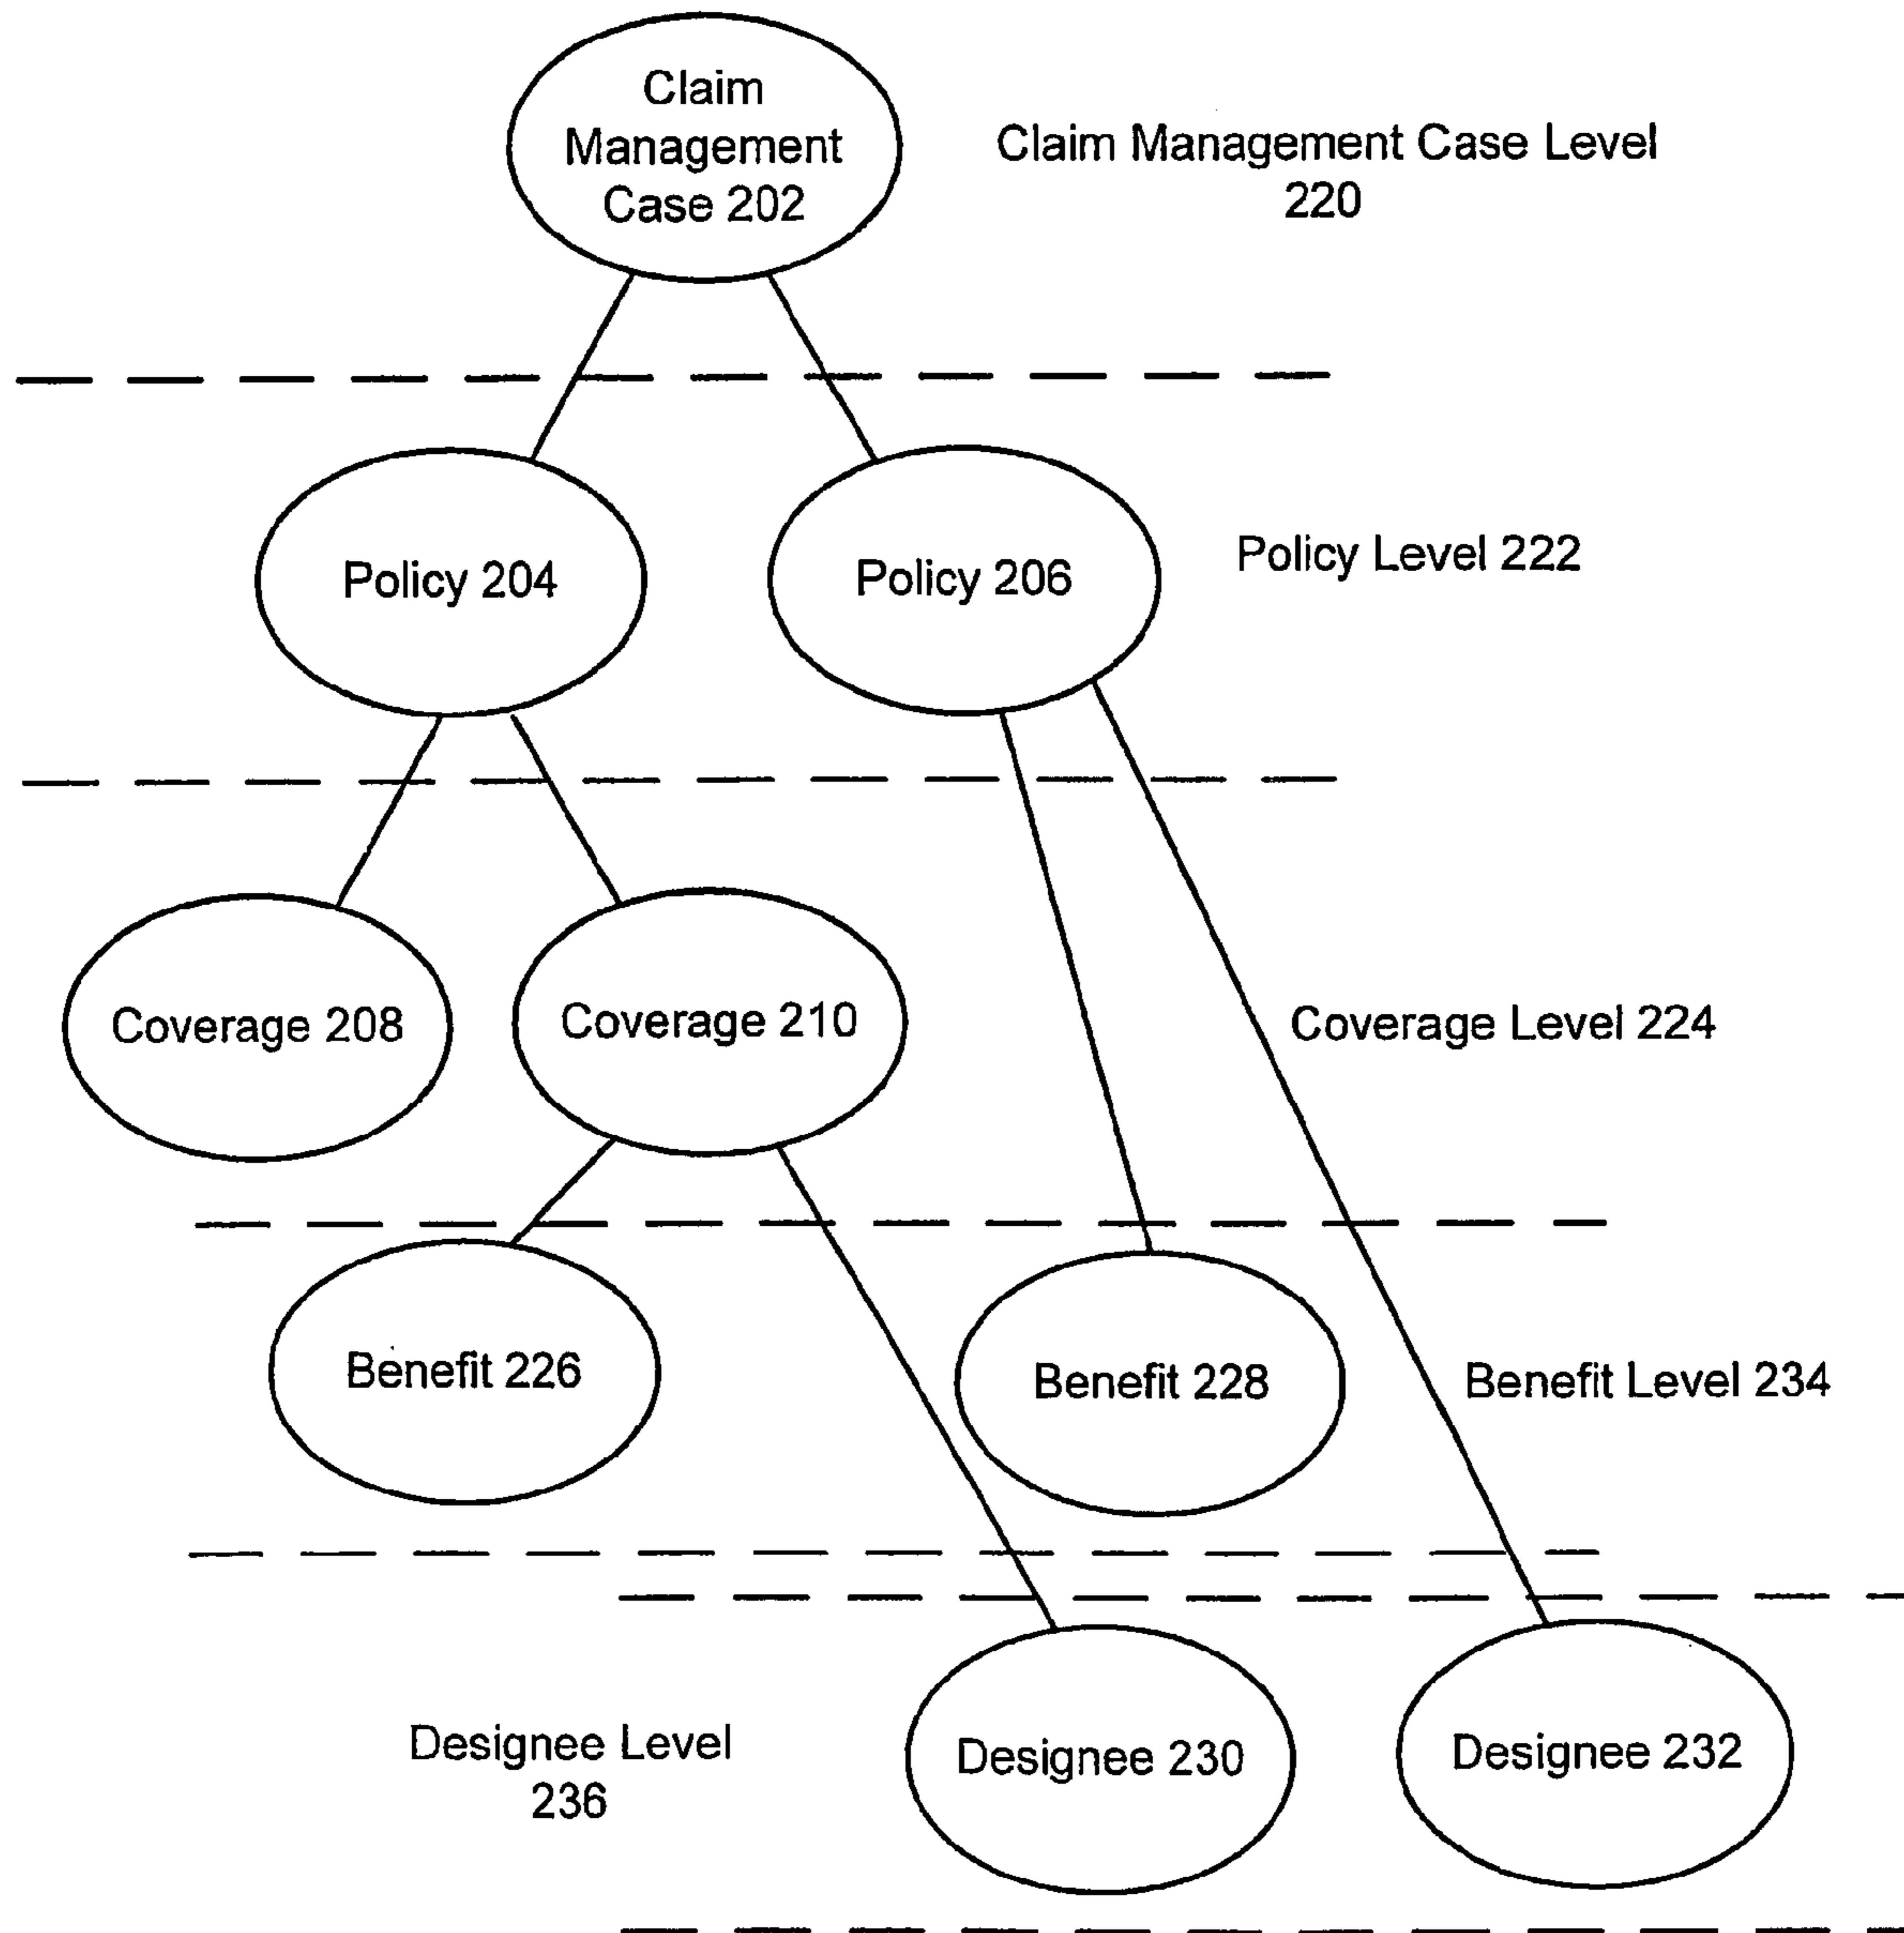 Claim
Management
Case 202
Claim Management Case Level
220
Policy 204
Policy 206
Policy Level 222
Coverage 208
Coverage 210
Coverage Level 224
Benefit 226
Benefit 228
Benefit Level 234
Designee Level
236
Designee 230
Designee 232